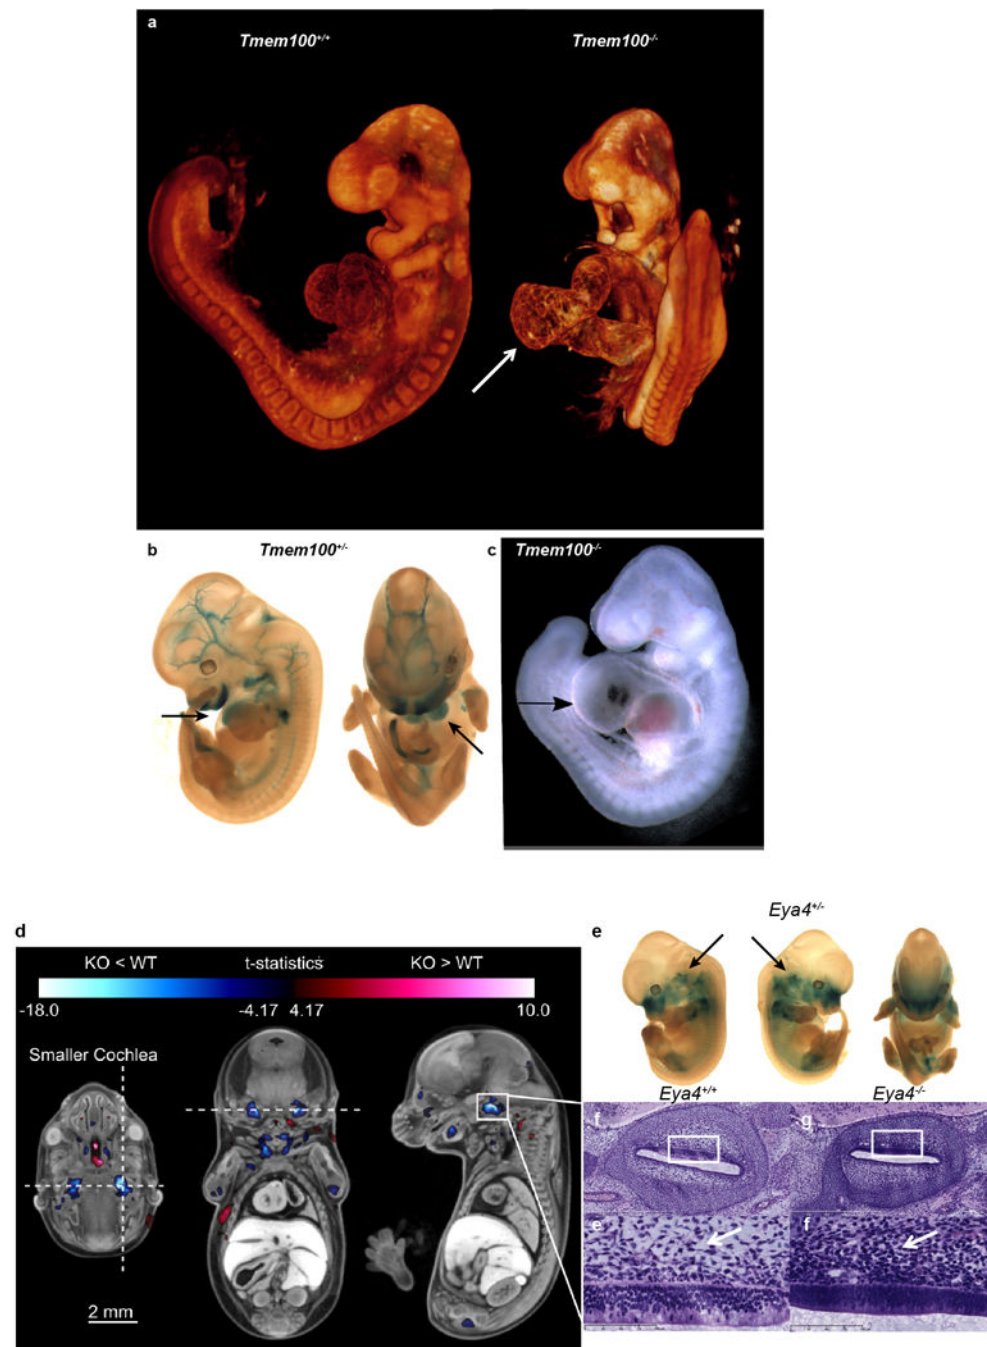 a
Tmem100+/+ Tmem100-/-
b Tmem100+/- c Tmem100-/-
d
KO < WT t-statistics KO > WT
-18.0 -4.17 4.17 10.0
Smaller Cochlea
2 mm
e Eya4+/-
Eya4+/+ Eya4-/-
f g
e f